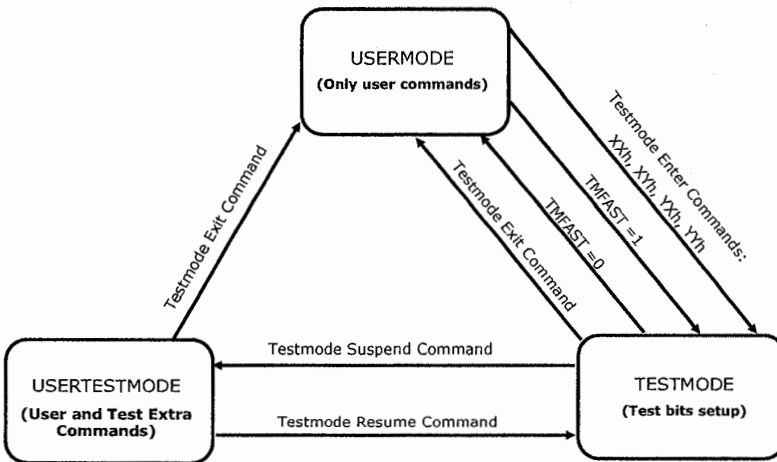 USERMODE
(Only user commands)
Testmode Enter Commands:
XXh, XYh, YXh, YYh
TMFAST =1
TMFAST =0
Testmode Exit Command
Testmode Exit Command
Testmode Suspend Command
USERTESTMODE
(User and Test Extra
Commands)
Testmode Resume Command
TESTMODE
(Test bits setup)